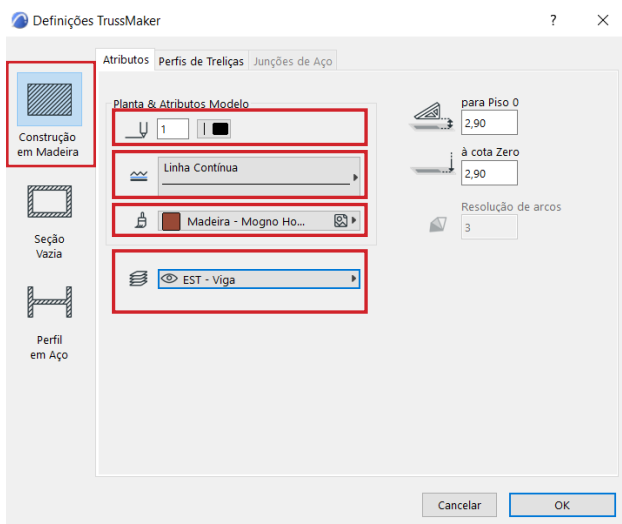 Definições TrussMaker
?
Atributos
Perfis de Treliças
Junções de Aço
Construção
em Madeira
Seção
Vazia
Perfil
em Aço
Planta & Atributos Modelo
1
Linha Contínua
Madeira - Mogno Ho...
EST - Viga
para Piso 0
2,90
à cota Zero
2,90
Resolução de arcos
3
Cancelar
OK